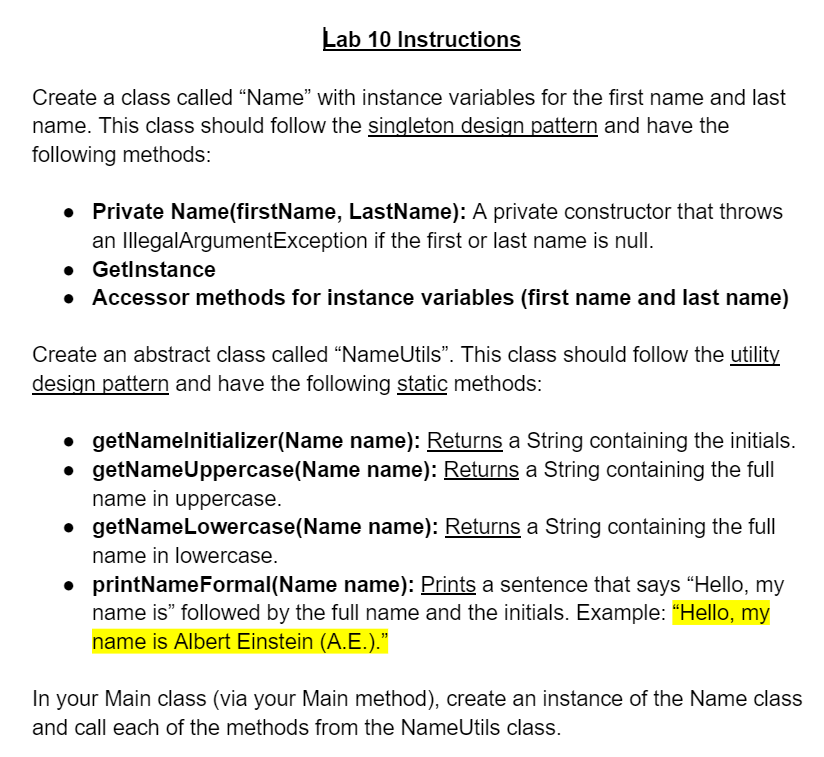 Lab 10 Instructions
Create a class called “Name” with instance variables for the first name and last
name. This class should follow the singleton design pattern and have the
following methods:
● Private Name(firstName, LastName): A private constructor that throws
an IllegalArgumentException if the first or last name is null.
● GetInstance
● Accessor methods for instance variables (first name and last name)
Create an abstract class called “NameUtils”. This class should follow the utility
design pattern and have the following static methods:
● getNameInitializer(Name name): Returns a String containing the initials.
● getNameUppercase(Name name): Returns a String containing the full
name in uppercase.
● getNameLowercase(Name name): Returns a String containing the full
name in lowercase.
● printNameFormal(Name name): Prints a sentence that says “Hello, my
name is” followed by the full name and the initials. Example: “Hello, my
name is Albert Einstein (A.E.).”
In your Main class (via your Main method), create an instance of the Name class
and call each of the methods from the NameUtils class.